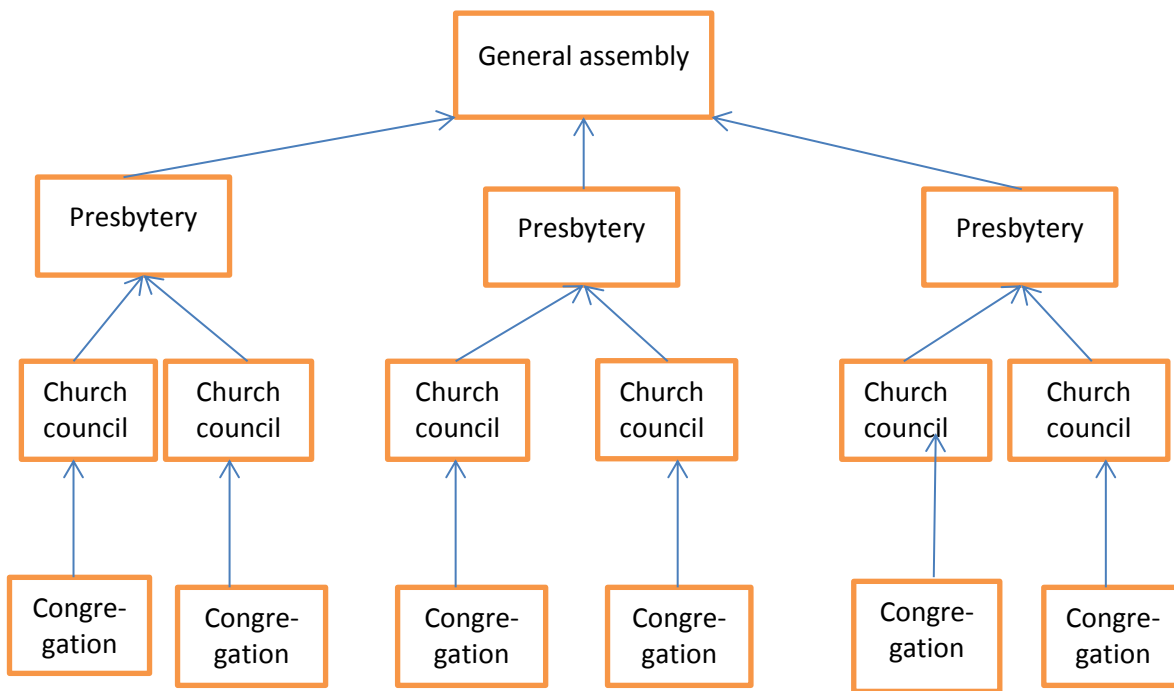 General assembly
Presbytery
Presbytery
Presbytery
Church
council
Church
council
Church
council
Church
council
Church
council
Church
council
Congre-
gation
Congre-
gation
Congre-
gation
Congre-
gation
Congre-
gation
Congre-
gation